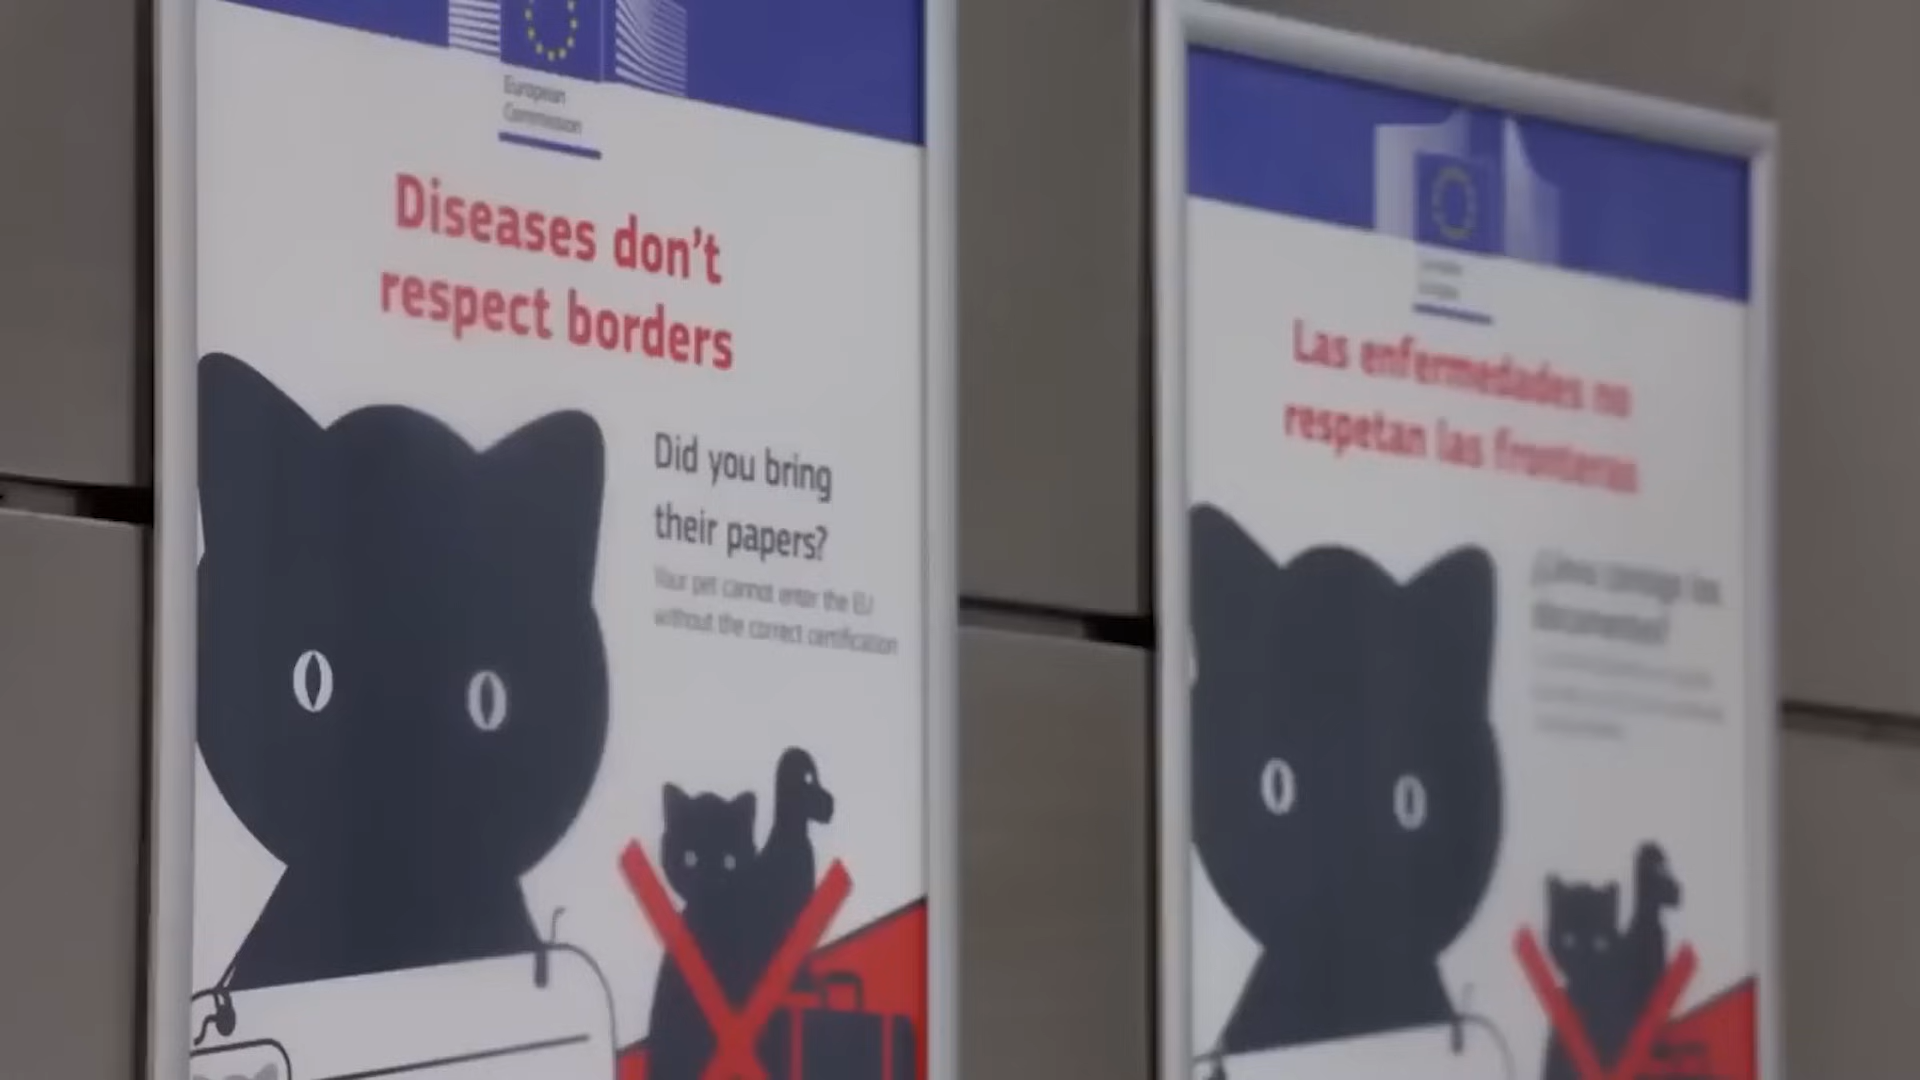 European
Commission
Diseases don't
respect borders
Did you bring
their papers?
Your pet cannot enter the EU
without the correct certification
Las enfermedades no
respetan las fronteras